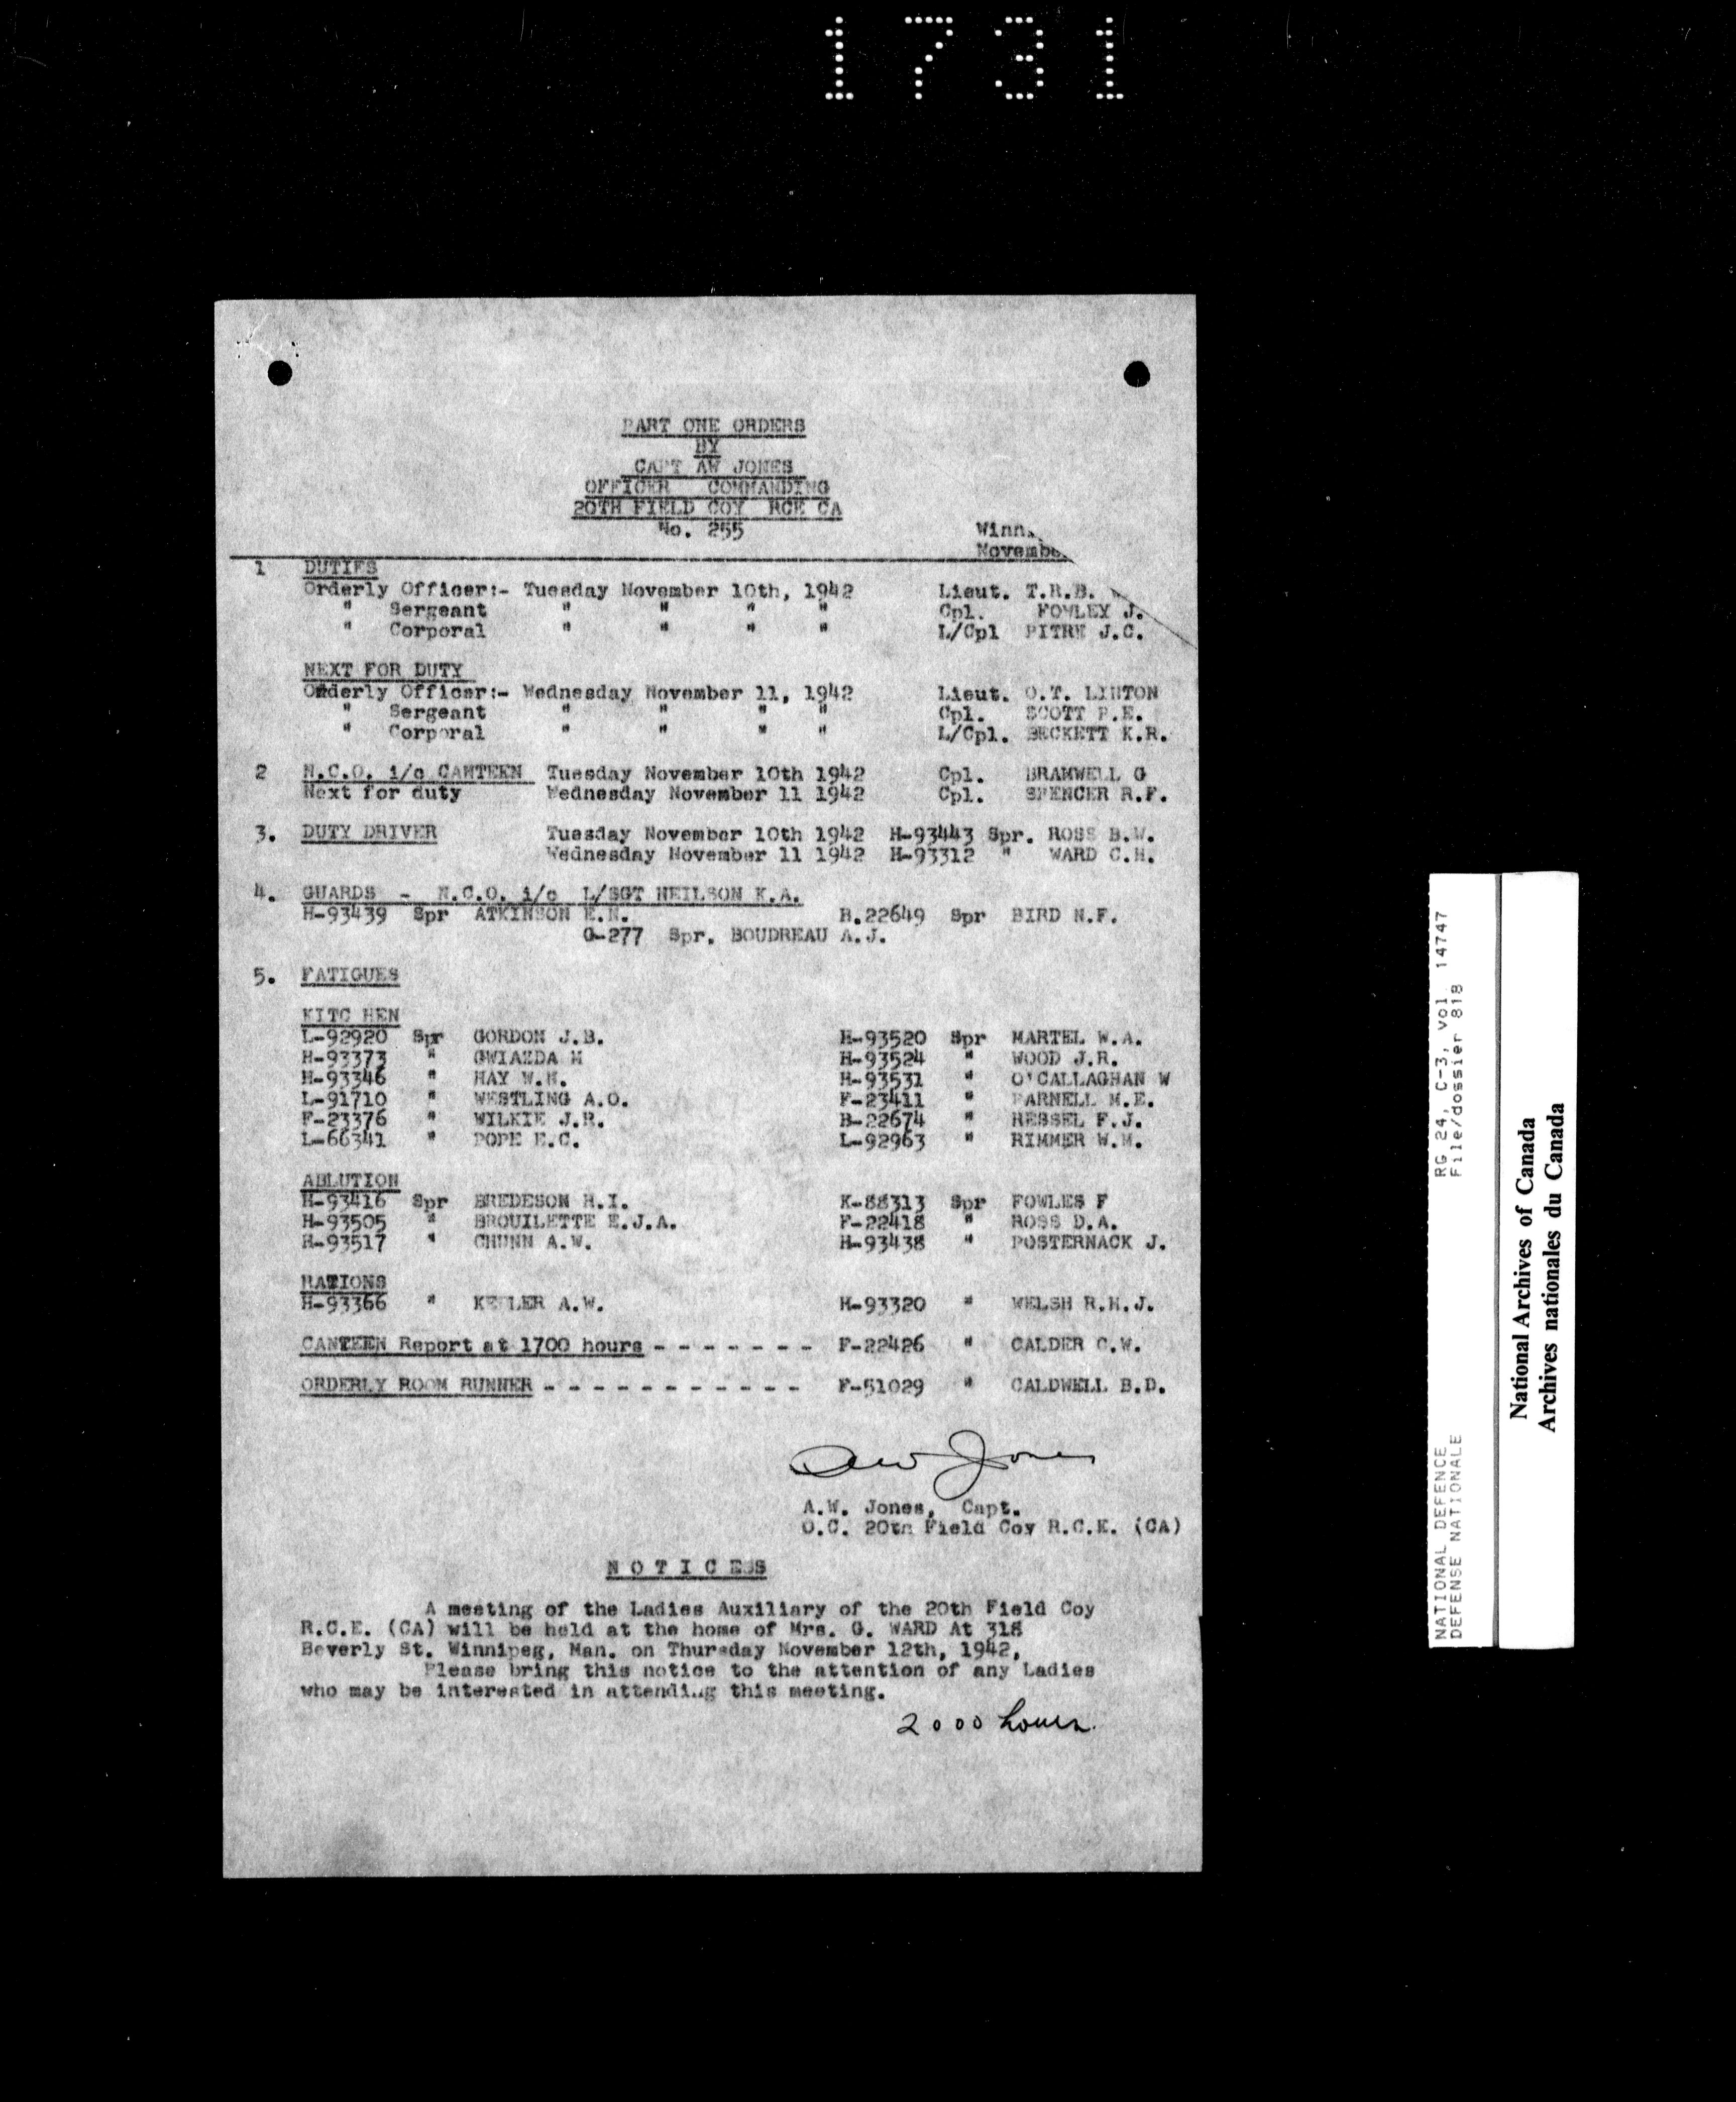 1731
PART ONE ORDERS
BY
CAPT AW JONES
OFFICER COMMANDING
20TH FIELD COY RCE CA
No. 255
Winn.
Novembe
1 DUTIES
Orderly Officer:- Tuesday November 10th, 1942 Lieut. T.R.B.
" Sergeant " " " " Cpl. FOWLEY J.
" Corporal " " " " L/Cpl PITRE J.C.
NEXT FOR DUTY
Orderly Officer:- Wednesday November 11, 1942 Lieut. O.T. LINTON
" Sergeant " " " " Cpl. SCOTT P.E.
" Corporal " " " " L/Cpl. BECKETT K.R.
2 N.C.O. i/c CANTEEN Tuesday November 10th 1942 Cpl. BRAMWELL G
Next for duty Wednesday November 11 1942 Cpl. SPENCER R.F.
3. DUTY DRIVER Tuesday November 10th 1942 H-93443 Spr. ROSS B.W.
Wednesday November 11 1942 H-93312 " WARD C.H.
4. GUARDS - N.C.O. i/c L/SGT NEILSON K.A.
H-93439 Spr ATKINSON E.N. B.22649 Spr BIRD N.F.
G-277 Spr. BOUDREAU A.J.
5. FATIGUES
KITC HEN
L-92920 Spr GORDON J.B. H-93520 Spr MARTEL W.A.
H-93373 " GWIAZDA M H-93524 " WOOD J.R.
H-93346 " HAY W.H. H-93531 " O'CALLAGHAN W
L-91710 " WESTLING A.O. F-23411 " PARNELL M.E.
F-23376 " WILKIE J.R. B-22674 " HESSEL F.J.
L-66341 " POPE E.C. L-92963 " RIMMER W.M.
ABLUTION
H-93416 Spr BREDESON H.I. K-88313 Spr FOWLES F
H-93505 " BROUILETTE E.J.A. F-22418 " ROSS D.A.
H-93517 " CHUNN A.W. H-93438 " POSTERNACK J.
RATIONS
H-93366 " A.W. H-93320 " WELSH R.H.J.
CANTEEN Report at 1700 hours - - - - - - - F-22426 " CALDER C.W.
ORDERLY ROOM RUNNER - - - - - - - - - - - F-51029 " CALDWELL B.D.
AW Jones
A.W. Jones, Capt.
O.C. 20th Field Coy R.C.E. (CA)
N O T I C ES
A meeting of the Ladies Auxiliary of the 20th Field Coy
R.C.E. (CA) will be held at the home of Mrs. G. WARD At 318
Beverly St. Winnipeg, Man. on Thursday November 12th, 1942,
Please bring this notice to the attention of any Ladies
who may be interested in attending this meeting.
2000 hours.
NATIONAL DEFENCE RG 24, C-3, vol 14747
DEFENSE NATIONALE File/dossier 818
National Archives of Canada
Archives nationales du Canada